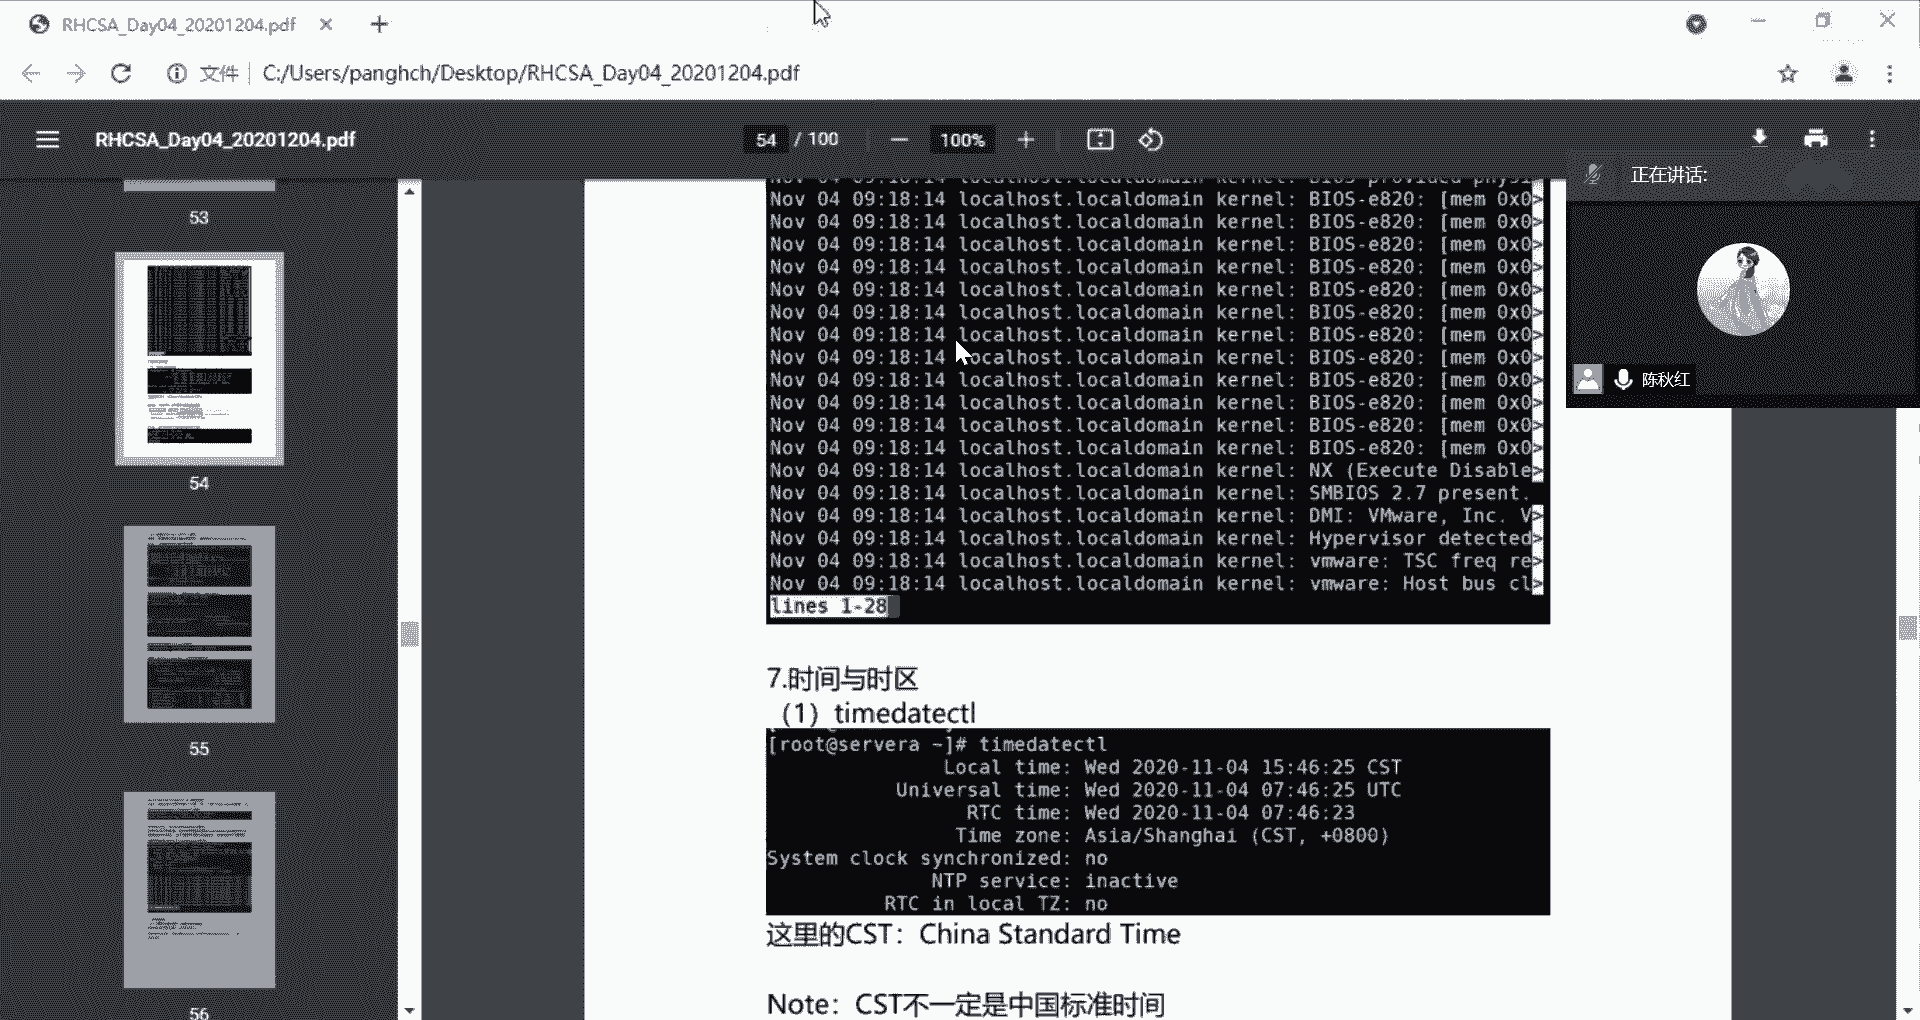 RHCSA_Day04_20201204.pdf
文件 C:/Users/panghch/Desktop/RHCSA_Day04_20201204.pdf
RHCSA_Day04_20201204.pdf
54 / 100
100%
正在讲话:
陈秋红
53
54
55
56
Nov 04 09:18:14 localhost.localdomain kernel: BIOS-provided physi
Nov 04 09:18:14 localhost.localdomain kernel: BIOS-e820: [mem 0x0>
Nov 04 09:18:14 localhost.localdomain kernel: BIOS-e820: [mem 0x0>
Nov 04 09:18:14 localhost.localdomain kernel: BIOS-e820: [mem 0x0>
Nov 04 09:18:14 localhost.localdomain kernel: BIOS-e820: [mem 0x0>
Nov 04 09:18:14 localhost.localdomain kernel: BIOS-e820: [mem 0x0>
Nov 04 09:18:14 localhost.localdomain kernel: BIOS-e820: [mem 0x0>
Nov 04 09:18:14 localhost.localdomain kernel: BIOS-e820: [mem 0x0>
Nov 04 09:18:14 localhost.localdomain kernel: BIOS-e820: [mem 0x0>
Nov 04 09:18:14 localhost.localdomain kernel: BIOS-e820: [mem 0x0>
Nov 04 09:18:14 localhost.localdomain kernel: BIOS-e820: [mem 0x0>
Nov 04 09:18:14 localhost.localdomain kernel: BIOS-e820: [mem 0x0>
Nov 04 09:18:14 localhost.localdomain kernel: BIOS-e820: [mem 0x0>
Nov 04 09:18:14 localhost.localdomain kernel: NX (Execute Disable>
Nov 04 09:18:14 localhost.localdomain kernel: SMBIOS 2.7 present.
Nov 04 09:18:14 localhost.localdomain kernel: DMI: VMware, Inc. V>
Nov 04 09:18:14 localhost.localdomain kernel: Hypervisor detected>
Nov 04 09:18:14 localhost.localdomain kernel: vmware: TSC freq re>
Nov 04 09:18:14 localhost.localdomain kernel: vmware: Host bus cl>
lines 1-28
7.时间与时区
（1）timedatectl
[root@servera ~]# timedatectl
Local time: Wed 2020-11-04 15:46:25 CST
Universal time: Wed 2020-11-04 07:46:25 UTC
RTC time: Wed 2020-11-04 07:46:23
Time zone: Asia/Shanghai (CST, +0800)
System clock synchronized: no
NTP service: inactive
RTC in local TZ: no
这里的CST：China Standard Time
Note：CST不一定是中国标准时间